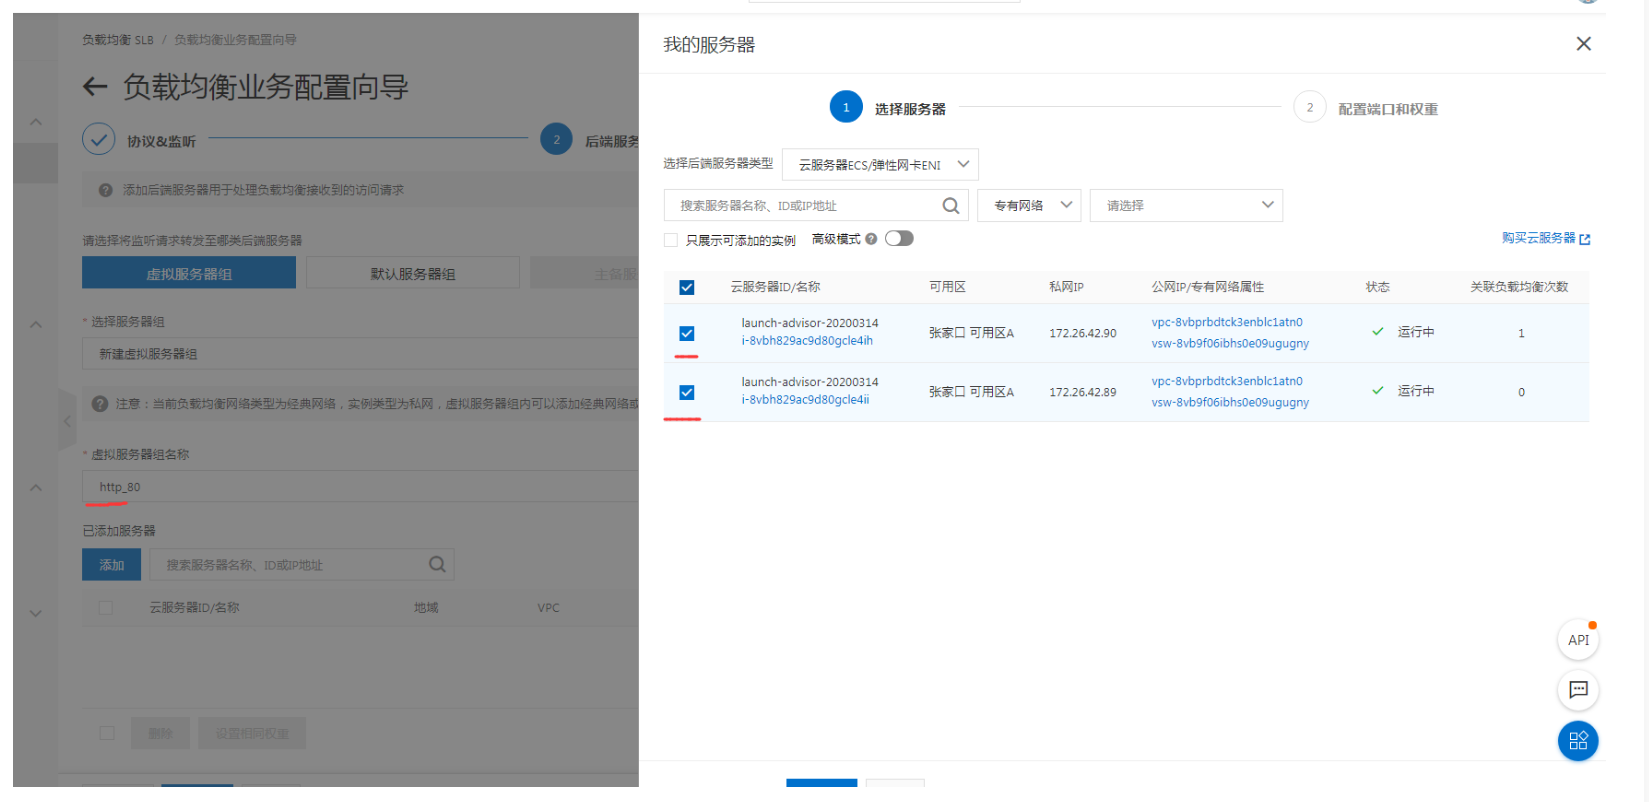 负载均衡 SLB / 负载均衡业务配置向导
← 负载均衡业务配置向导
协议&监听
2 后端服务
添加后端服务器用于处理负载均衡接收到的访问请求
请选择将监听请求转发至哪类后端服务器
虚拟服务器组 默认服务器组 主备服
* 选择服务器组
新建虚拟服务器组
注意：当前负载均衡网络类型为经典网络，实例类型为私网，虚拟服务器组内可以添加经典网络或
* 虚拟服务器组名称
http_80
已添加服务器
添加 搜索服务器名称、ID或IP地址
云服务器ID/名称 地域 VPC
删除 设置相同权重
我的服务器
1 选择服务器 2 配置端口和权重
选择后端服务器类型 云服务器ECS/弹性网卡ENI
搜索服务器名称、ID或IP地址 专有网络 请选择
只展示可添加的实例 高级模式
购买云服务器
云服务器ID/名称 可用区 私网IP 公网IP/专有网络属性 状态 关联负载均衡次数
launch-advisor-20200314
i-8vbh829ac9d80gcle4ih 张家口 可用区A 172.26.42.90 vpc-8vbprbdtck3enblc1atn0 运行中 1
vsw-8vb9f06ibhs0e09ugugny
launch-advisor-20200314
i-8vbh829ac9d80gcle4ii 张家口 可用区A 172.26.42.89 vpc-8vbprbdtck3enblc1atn0 运行中 0
vsw-8vb9f06ibhs0e09ugugny
API